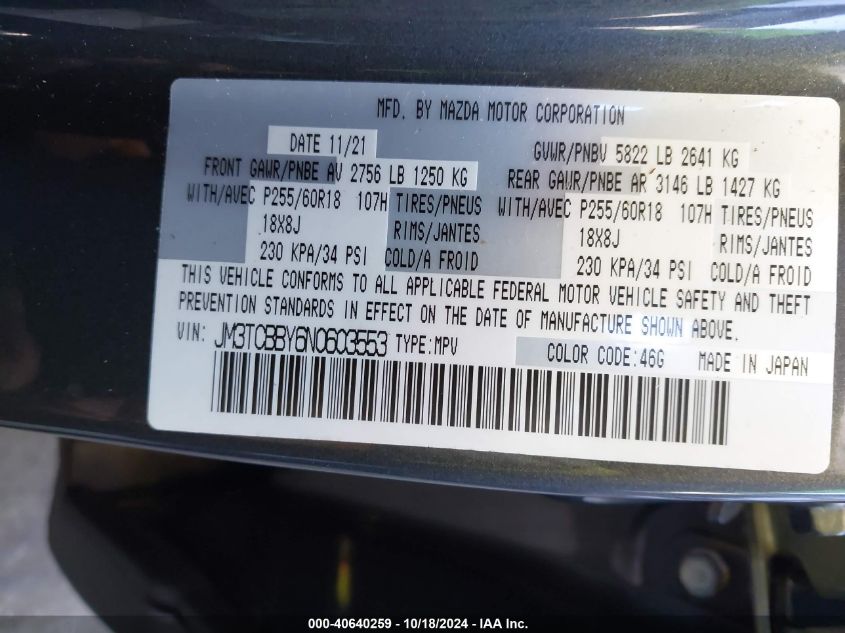 MFD. BY MAZDA MOTOR CORPORATION
DATE 11/21 GVWR/PNBV 5822 LB 2641 KG
FRONT GAWR/PNBE AV 2756 LB 1250 KG REAR GAWR/PNBE AR 3146 LB 1427 KG
WITH/AVEC P255/60R18 107H TIRES/PNEUS WITH/AVEC P255/60R18 107H TIRES/PNEUS
18X8J RIMS/JANTES 18X8J RIMS/JANTES
230 KPA/34 PSI COLD/A FROID 230 KPA/34 PSI COLD/A FROID
THIS VEHICLE CONFORMS TO ALL APPLICABLE FEDERAL MOTOR VEHICLE SAFETY AND THEFT
PREVENTION STANDARDS IN EFFECT ON THE DATE OF MANUFACTURE SHOWN ABOVE.
VIN: JM3TCBBY6N0603553 TYPE:MPV COLOR CODE:46G MADE IN JAPAN
000-40640259 - 10/18/2024 - IAA Inc.